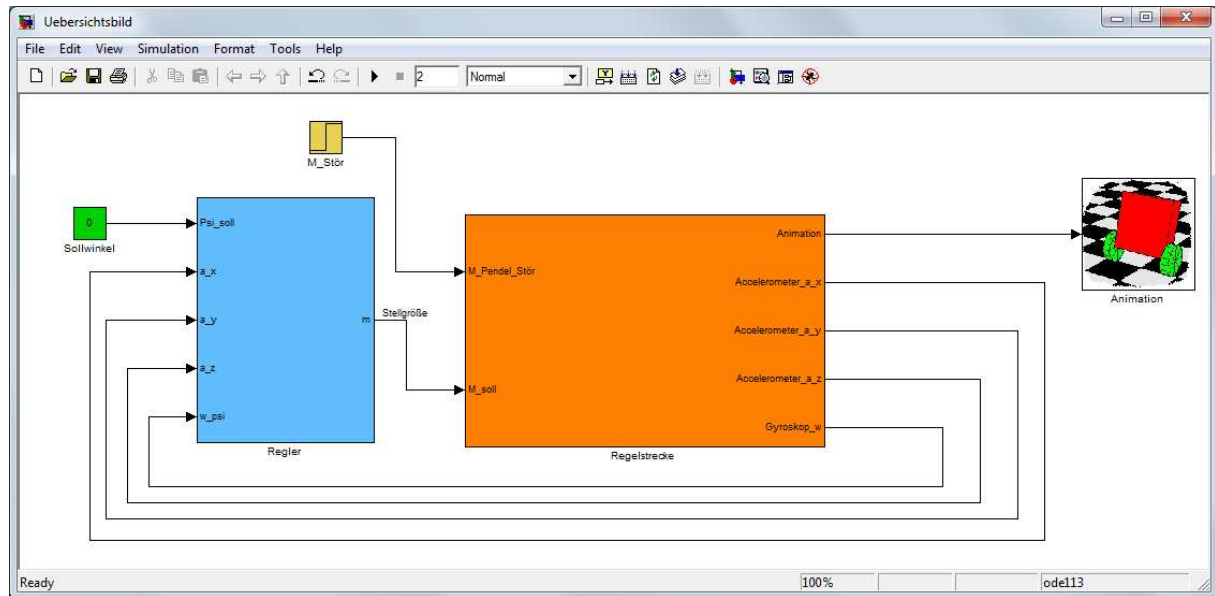 Uebersichtsbild
File Edit View Simulation Format Tools Help
2 Normal
M_Stör
0
Sollwinkel
Psi_soll
a_x
a_y
a_z
w_psi
m
Regler
Stellgröße
M_Pendel_Stör
M_soll
Animation
Accelerometer_a_x
Accelerometer_a_y
Accelerometer_a_z
Gyroskop_w
Regelstrecke
Animation
Ready 100% ode113